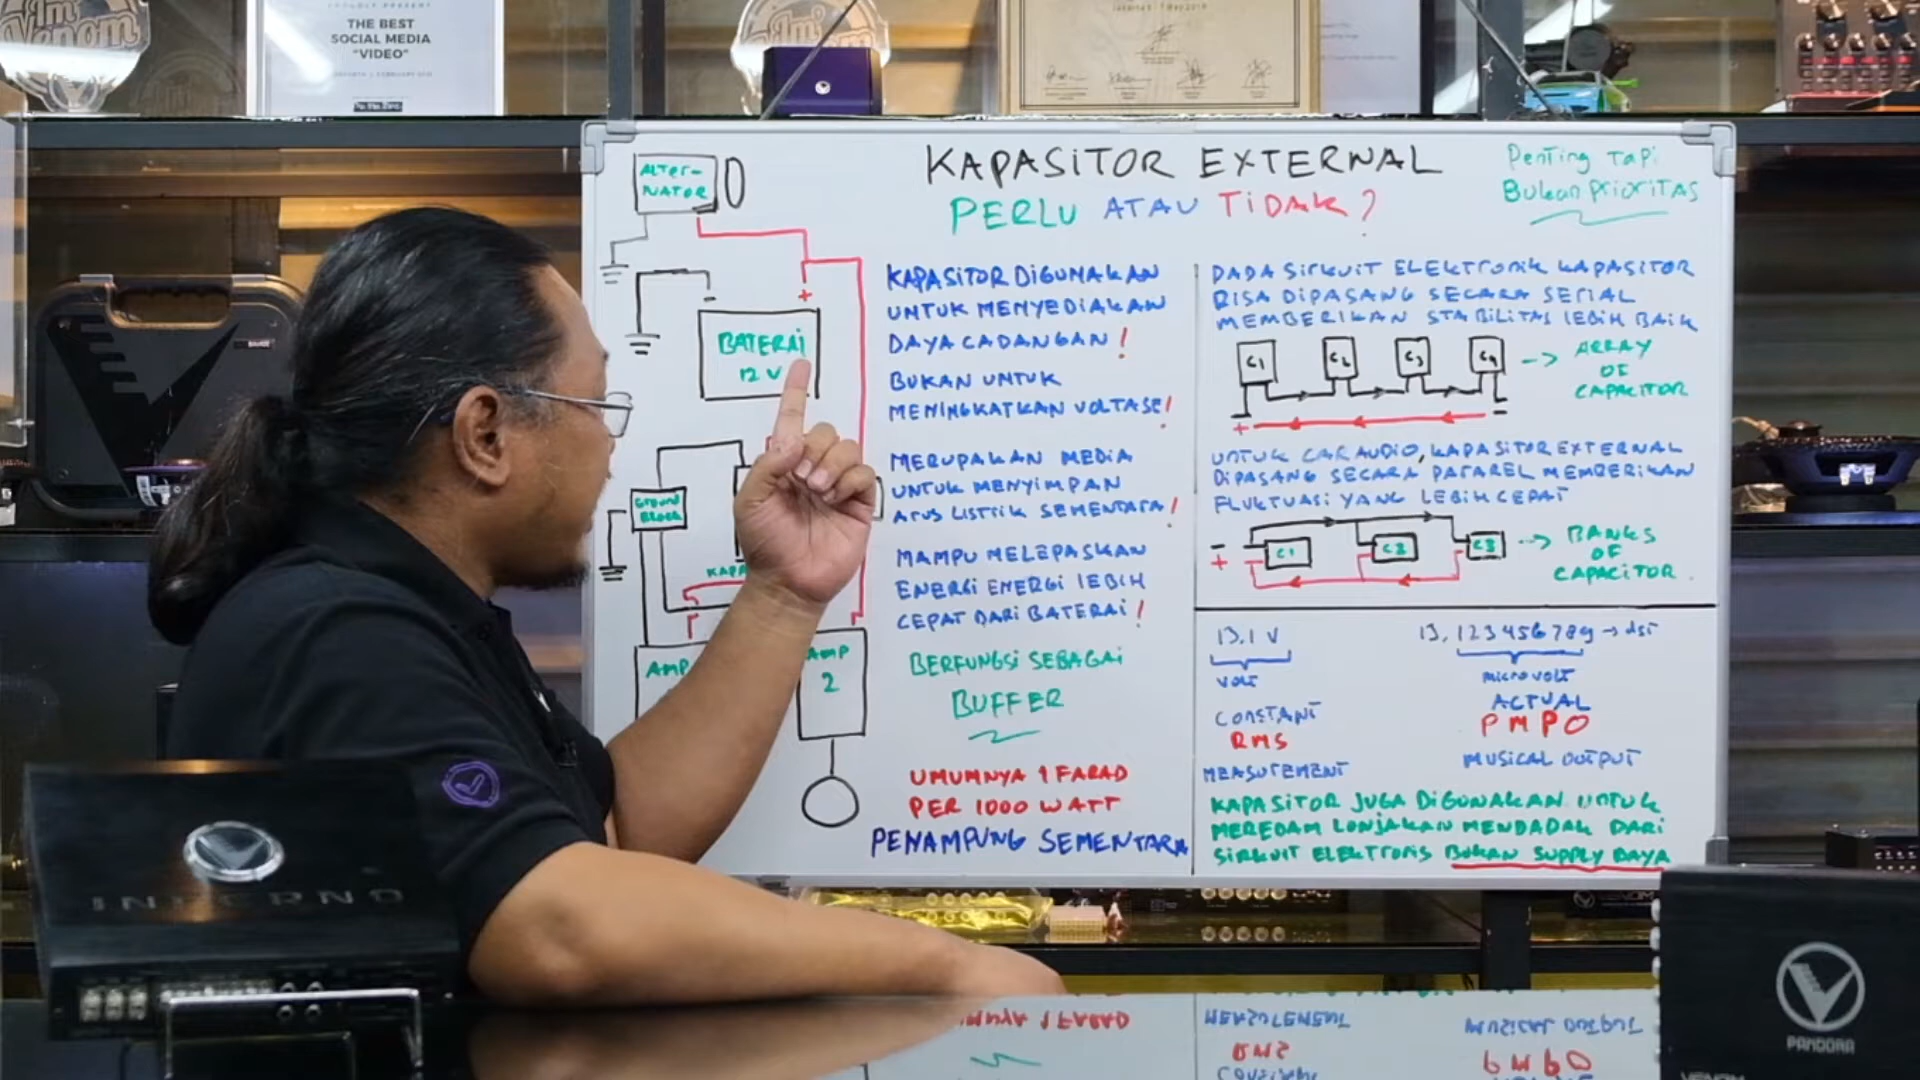 THE BEST
SOCIAL MEDIA
"VIDEO"
KAPASITOR EXTERNAL
PERLU ATAU TIDAK?
PENTING TAPI
BUKAN PRIORITAS
ALTER-
NATOR
+
-
BATERAI
12 V
GROUND
BLOCK
KAPA
AMP
AMP
2
KAPASITOR DIGUNAKAN
UNTUK MENYEDIAKAN
DAYA CADANGAN!
BUKAN UNTUK
MENINGKATKAN VOLTASE!
MERUPAKAN MEDIA
UNTUK MENYIMPAN
ARUS LISTRIK SEMENTARA!
MAMPU MELEPASKAN
ENERGI ENERGI LEBIH
CEPAT DARI BATERAI!
BERFUNGSI SEBAGAI
BUFFER
UMUMNYA 1 FARAD
PER 1000 WATT
PENAMPUNG SEMENTARA
PADA SIRKUIT ELEKTRONIK KAPASITOR
BISA DIPASANG SECARA SERIAL
MEMBERIKAN STABILITAS LEBIH BAIK
C1 C2 C3 C4 -> ARRAY
OF
CAPACITOR
+ -
UNTUK CAR AUDIO, KAPASITOR EXTERNAL
DIPASANG SECARA PARAREL MEMBERIKAN
FLUKTUASI YANG LEBIH CEPAT
- + C1 C2 C3 -> BANKS
OF
CAPACITOR
13,1 V
VOLT
CONSTANT
RMS
MEASUREMENT
13,123456789 -> dst
MICROVOLT
ACTUAL
PMPO
MUSICAL OUTPUT
KAPASITOR JUGA DIGUNAKAN UNTUK
MEREDAM LONJAKAN MENDADAK DARI
SIRKUIT ELEKTRONIS BUKAN SUPPLY DAYA
INFERNO
PANDORA
VENOM